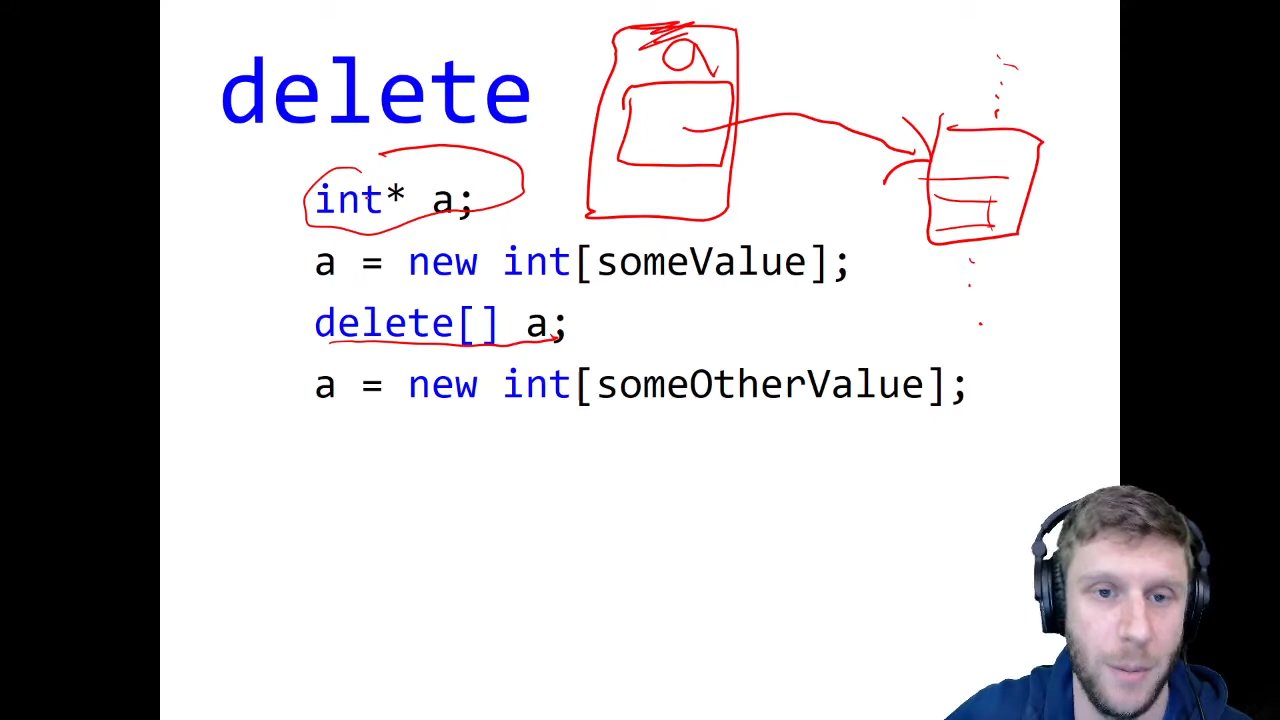 delete
a
int* a;
a = new int[someValue];
delete[] a;
a = new int[someOtherValue];